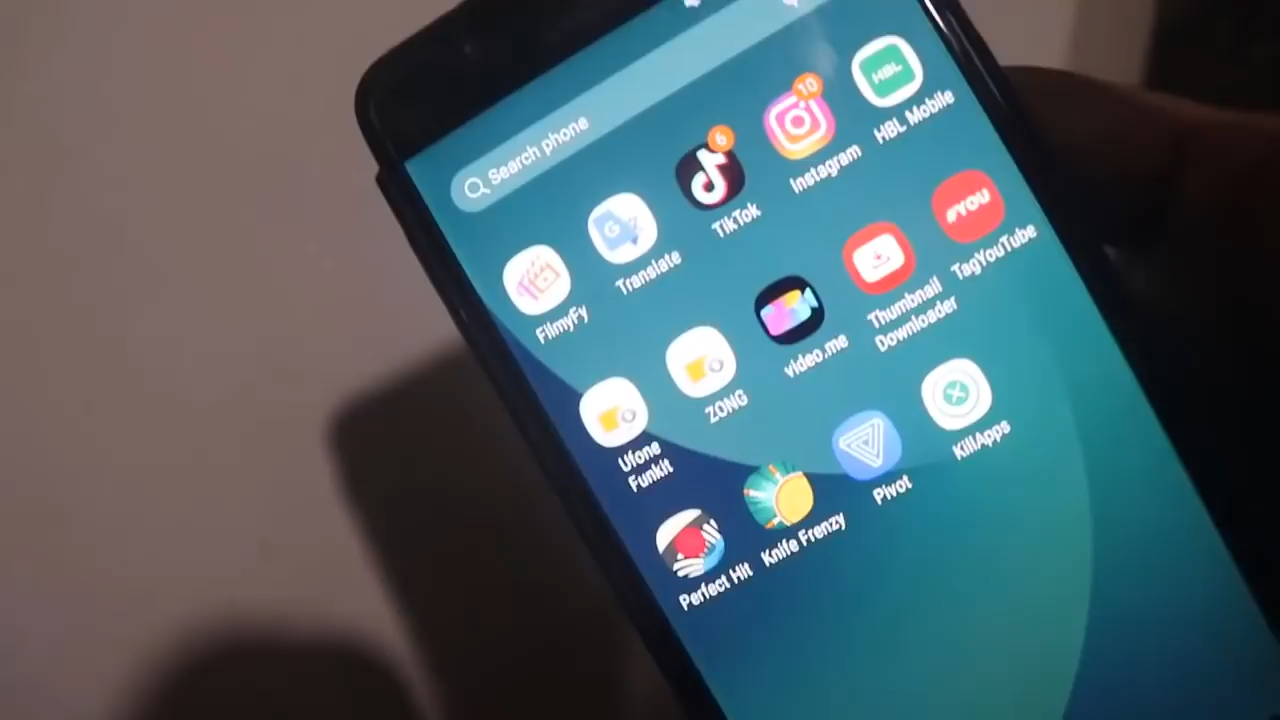 Search phone
FilmyFy
Translate
6
TikTok
10
Instagram
HBL
HBL Mobile
Ufone
Funkit
ZONG
video.me
Thumbnail
Downloader
#YOU
TagYouTube
Perfect Hit
Knife Frenzy
Pivot
KillApps